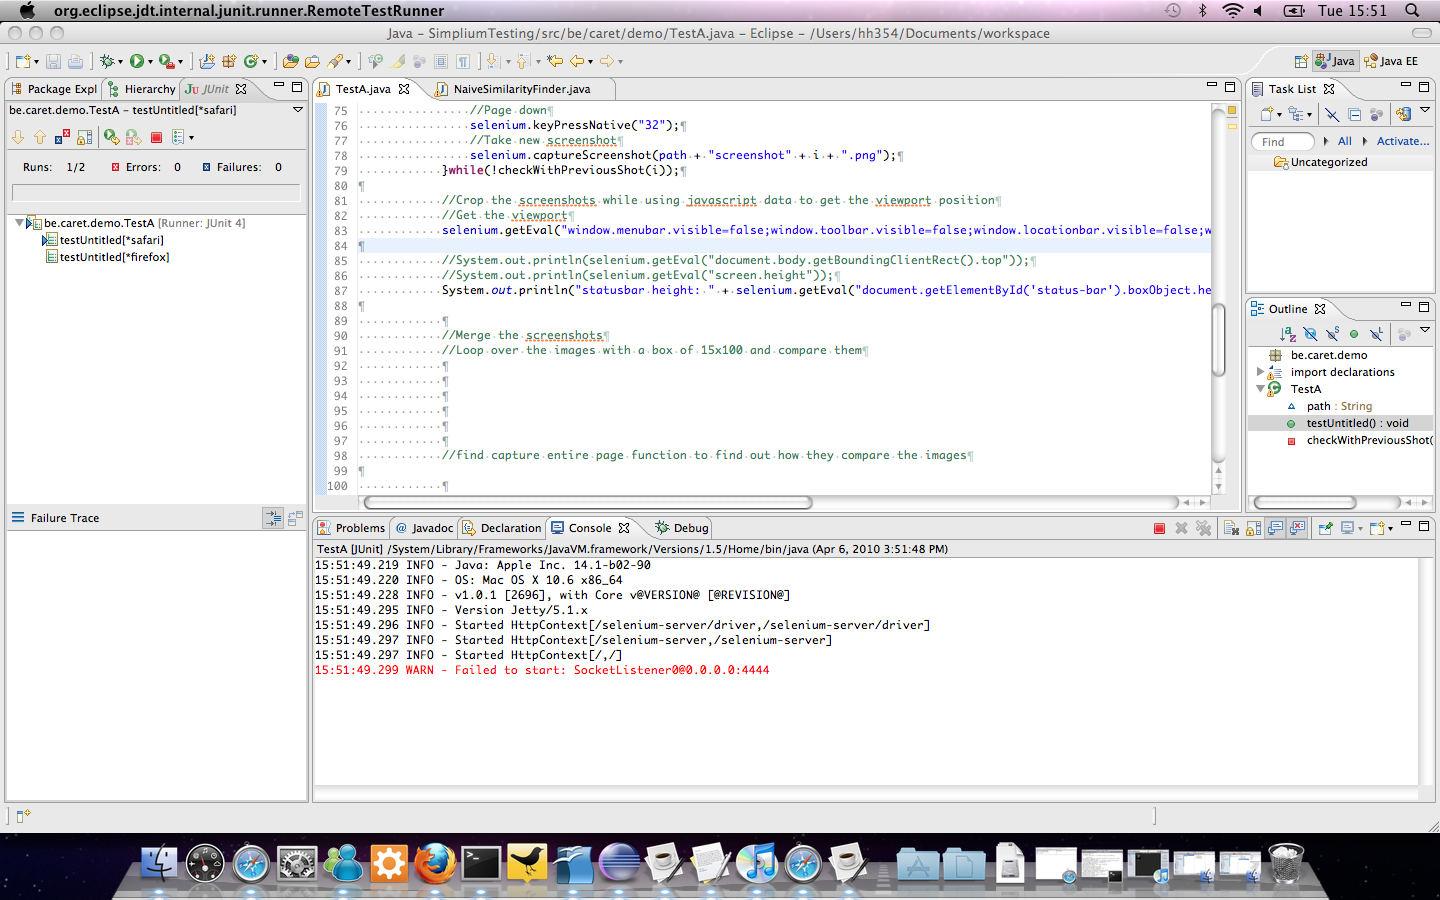 org.eclipse.jdt.internal.junit.runner.RemoteTestRunner
Tue 15:51
Java – SimpliumTesting/src/be/caret/demo/TestA.java – Eclipse – /Users/hh354/Documents/workspace
Java
Java EE
Package Expl
Hierarchy
JUnit
be.caret.demo.TestA – testUntitled[*safari]
Runs: 1/2
Errors: 0
Failures: 0
be.caret.demo.TestA [Runner: JUnit 4]
testUntitled[*safari]
testUntitled[*firefox]
Failure Trace
TestA.java
NaiveSimilarityFinder.java
75 //Page down¶
76 selenium.keyPressNative("32");¶
77 //Take new screenshot¶
78 selenium.captureScreenshot(path + "screenshot" + i + ".png");¶
79 }while(!checkWithPreviousShot(i));¶
80 ¶
81 //Crop the screenshots while using javascript data to get the viewport position¶
82 //Get the viewport¶
83 selenium.getEval("window.menubar.visible=false;window.toolbar.visible=false;window.locationbar.visible=false;w
84 ¶
85 //System.out.println(selenium.getEval("document.body.getBoundingClientRect().top"));¶
86 //System.out.println(selenium.getEval("screen.height"));¶
87 System.out.println("statusbar height: " + selenium.getEval("document.getElementById('status-bar').boxObject.he
88 ¶
89 ¶
90 //Merge the screenshots¶
91 //Loop over the images with a box of 15x100 and compare them¶
92 ¶
93 ¶
94 ¶
95 ¶
96 ¶
97 ¶
98 //find capture entire page function to find out how they compare the images¶
99 ¶
100 ¶
Task List
Find
All
Activate...
Uncategorized
Outline
be.caret.demo
import declarations
TestA
path : String
testUntitled() : void
checkWithPreviousShot(
Problems
@ Javadoc
Declaration
Console
Debug
TestA [JUnit] /System/Library/Frameworks/JavaVM.framework/Versions/1.5/Home/bin/java (Apr 6, 2010 3:51:48 PM)
15:51:49.219 INFO - Java: Apple Inc. 14.1-b02-90
15:51:49.220 INFO - OS: Mac OS X 10.6 x86_64
15:51:49.228 INFO - v1.0.1 [2696], with Core v@VERSION@ [@REVISION@]
15:51:49.295 INFO - Version Jetty/5.1.x
15:51:49.296 INFO - Started HttpContext[/selenium-server/driver,/selenium-server/driver]
15:51:49.297 INFO - Started HttpContext[/selenium-server,/selenium-server]
15:51:49.297 INFO - Started HttpContext[/,/]
15:51:49.299 WARN - Failed to start: SocketListener0@0.0.0.0:4444